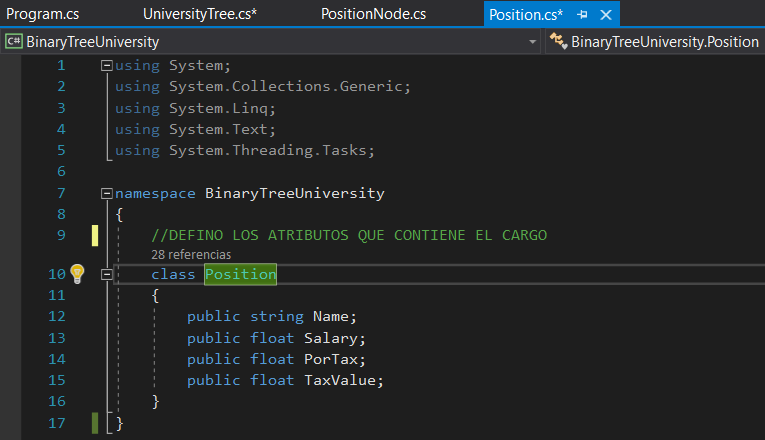 Program.cs UniversityTree.cs* PositionNode.cs Position.cs*
C# BinaryTreeUniversity BinaryTreeUniversity.Position
1 using System;
2 using System.Collections.Generic;
3 using System.Linq;
4 using System.Text;
5 using System.Threading.Tasks;
6
7 namespace BinaryTreeUniversity
8 {
9 //DEFINO LOS ATRIBUTOS QUE CONTIENE EL CARGO
28 referencias
10 class Position
11 {
12 public string Name;
13 public float Salary;
14 public float PorTax;
15 public float TaxValue;
16 }
17 }